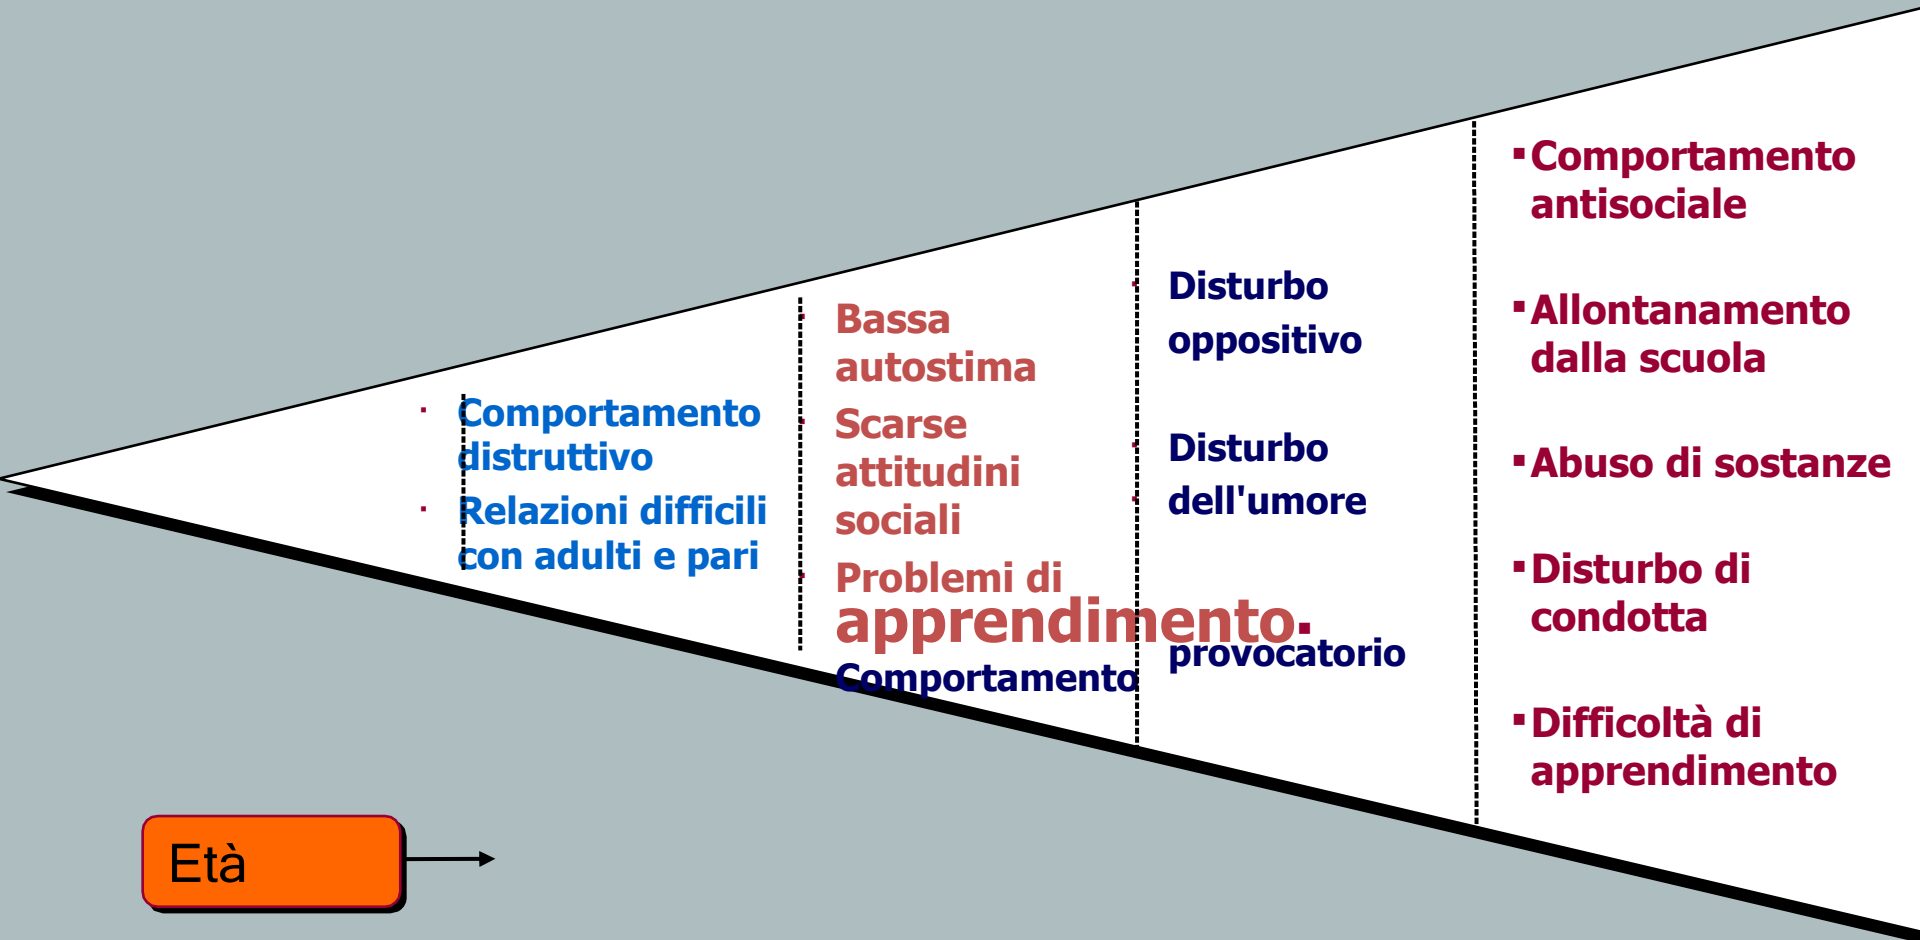 Comportamento
distruttivo
Relazioni difficili
con adulti e pari
Bassa
autostima
Scarse
attitudini
sociali
Problemi di
apprendimento
Comportamento
Disturbo
oppositivo
Disturbo
dell'umore
provocatorio
Comportamento
antisociale
Allontanamento
dalla scuola
Abuso di sostanze
Disturbo di
condotta
Difficoltà di
apprendimento
Età